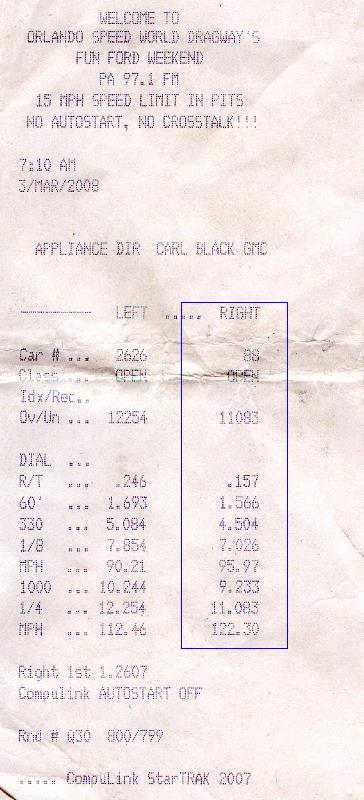 WELCOME TO
ORLANDO SPEED WORLD DRAGWAY'S
FUN FORD WEEKEND
PA 97.1 FM
15 MPH SPEED LIMIT IN PITS
NO AUTOSTART, NO CROSSTALK!!!
7:10 AM
3/MAR/2008
APPLIANCE DIR CARL BLACK GMC
---------- LEFT ..... RIGHT
Car # ... 2626 88
Class... OPEN OPEN
Idx/Rec..
Ov/Un ... 12254 11083
DIAL ...
R/T ... .246 .157
60' ... 1.693 1.566
330 ... 5.084 4.504
1/8 ... 7.854 7.026
MPH ... 90.21 95.97
1000 ... 10.244 9.233
1/4 ... 12.254 11.083
MPH ... 112.46 122.30
Right 1st 1.2607
Compulink AUTOSTART OFF
Rnd # Q30 800/799
..... CompuLink StarTRAK 2007